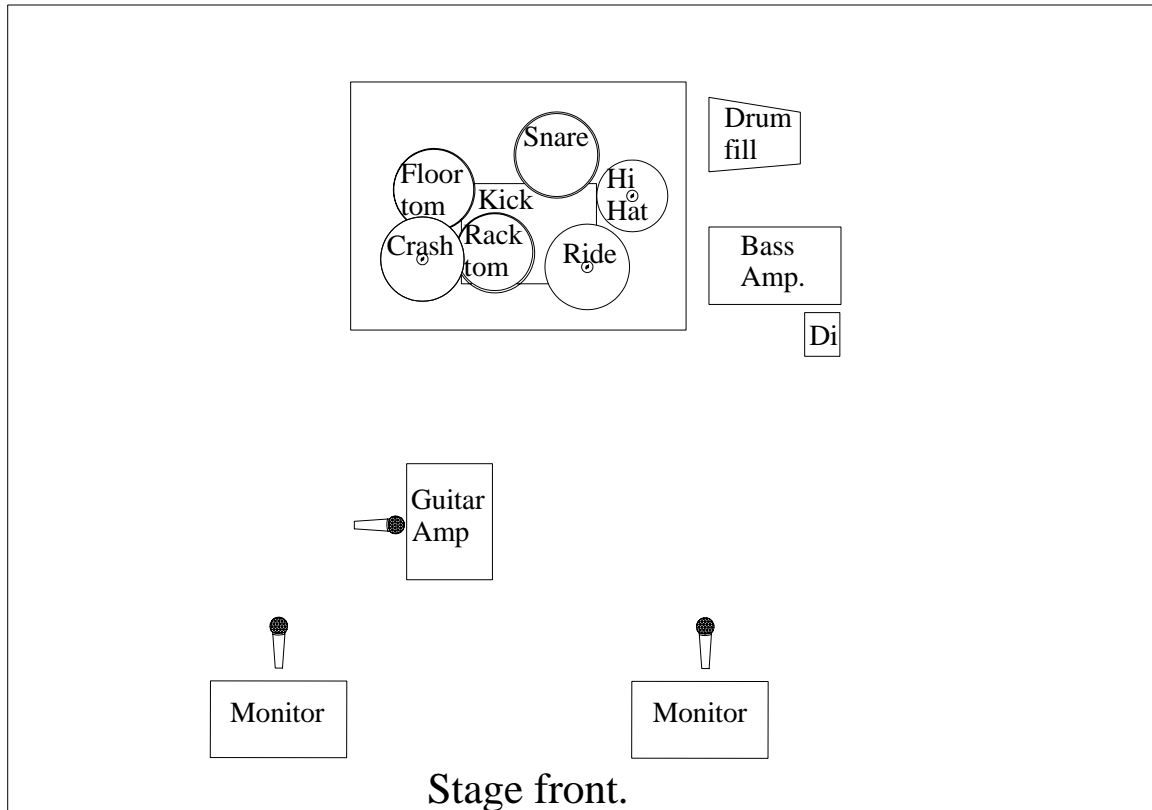 Snare
Drum
fill
Floor
tom
Kick
Hi
Hat
Crash
Rack
tom
Ride
Bass
Amp.
Di
Guitar
Amp
Monitor
Monitor
Stage front.